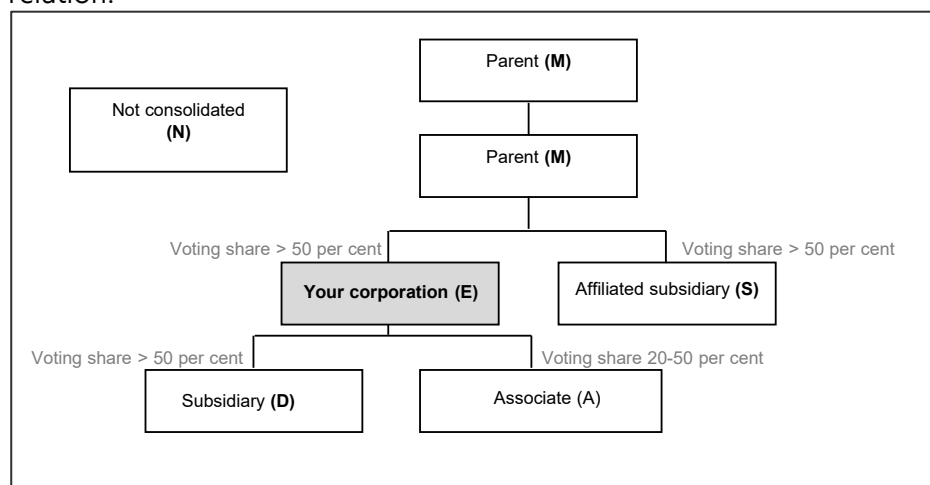 relation.
Parent (M)
Not consolidated
(N)
Parent (M)
Voting share > 50 per cent
Voting share > 50 per cent
Your corporation (E)
Affiliated subsidiary (S)
Voting share > 50 per cent
Voting share 20-50 per cent
Subsidiary (D)
Associate (A)